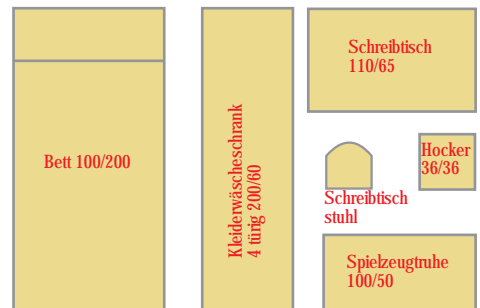 Bett 100/200
Kleiderwäscheschrank
4 türig 200/60
Schreibtisch
110/65
Hocker
36/36
Schreibtisch
stuhl
Spielzeugtruhe
100/50